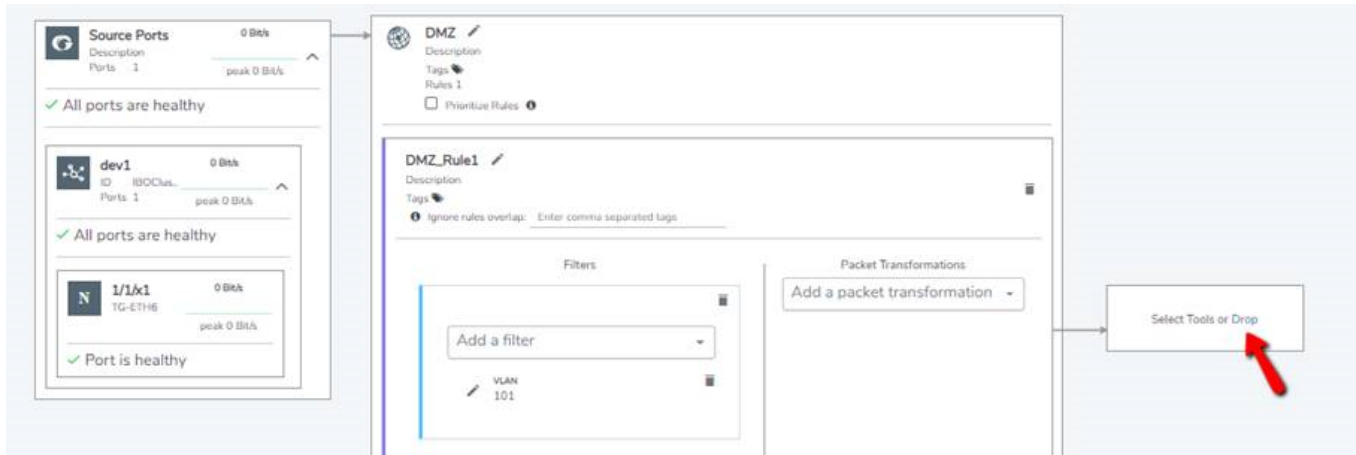 Source Ports
0 Bit/s
Description
Ports 1
peak 0 Bit/s
All ports are healthy
dev1
0 Bit/s
ID IBOClus..
Ports 1
peak 0 Bit/s
All ports are healthy
N
1/1/x1
0 Bit/s
TG-ETH6
peak 0 Bit/s
Port is healthy
DMZ
Description
Tags
Rules 1
Prioritize Rules
DMZ_Rule1
Description
Tags
Ignore rules overlap: Enter comma separated tags
Filters
Add a filter
VLAN
101
Packet Transformations
Add a packet transformation
Select Tools or Drop